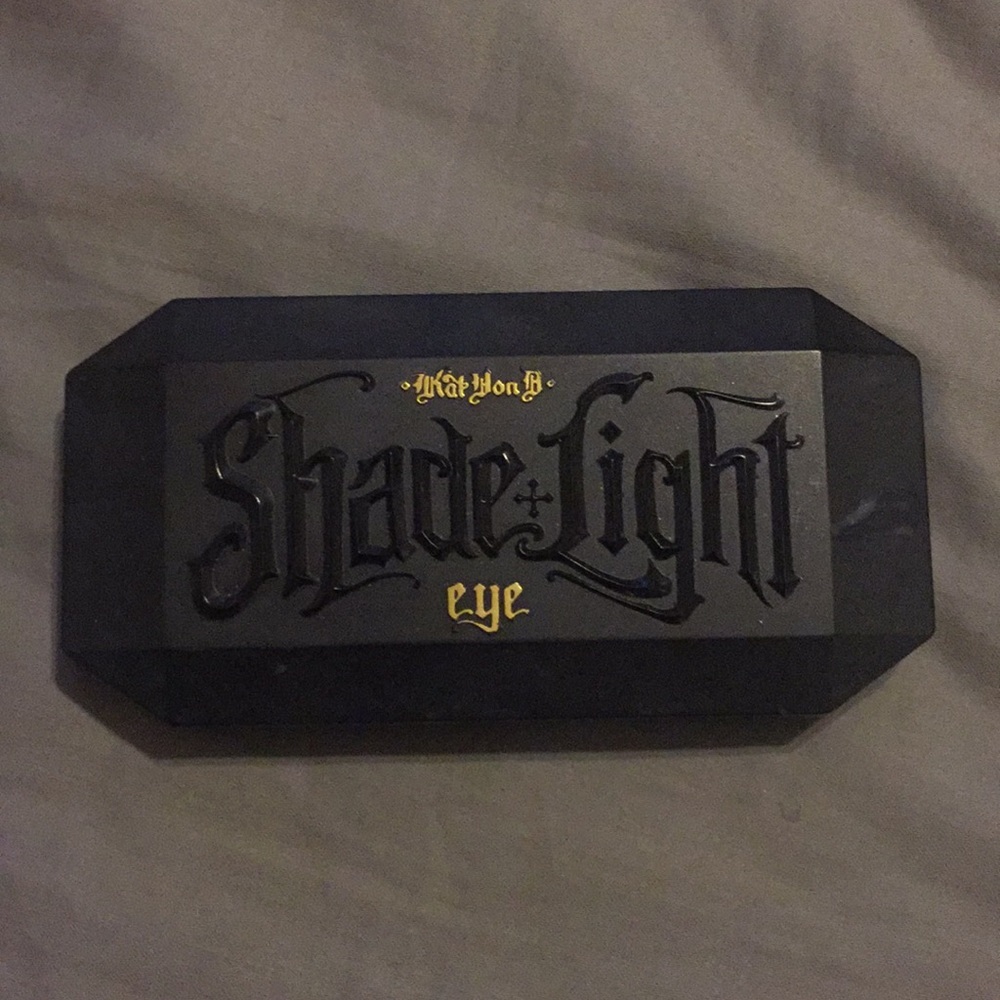 ·Kat Von D·
Shade+Light
eye